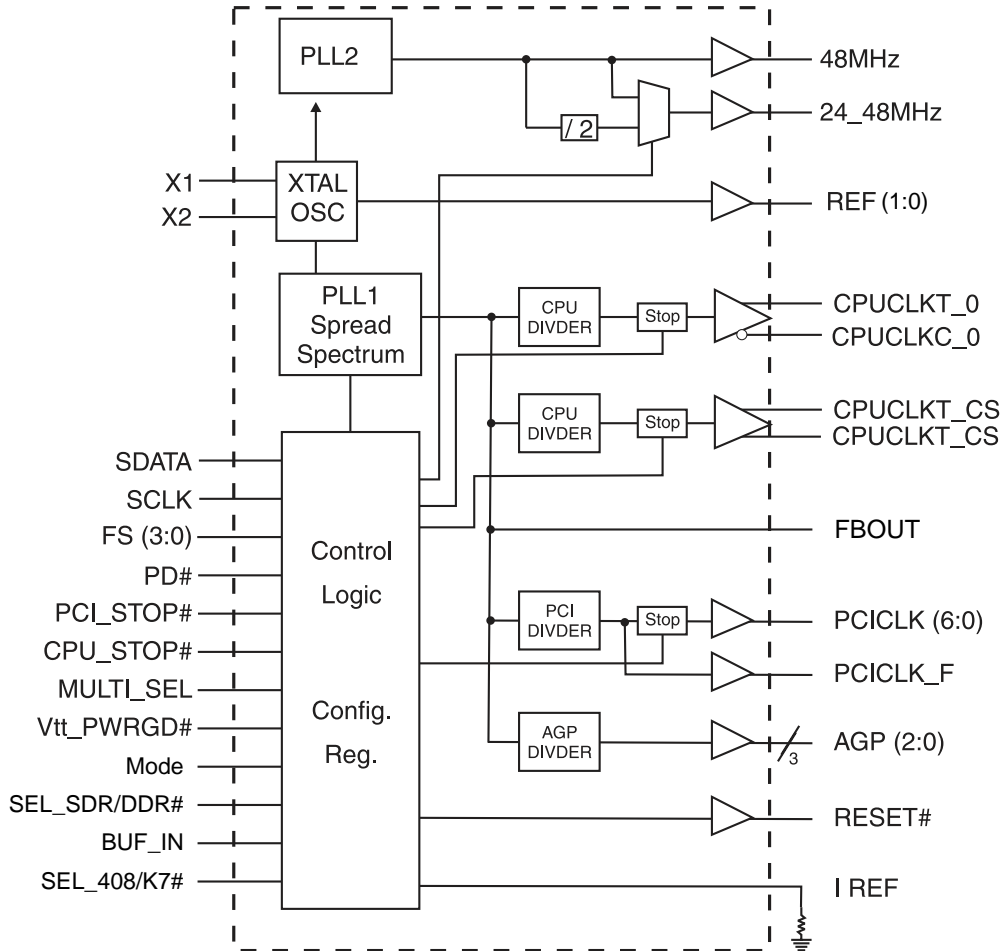 PLL2
48MHz
24_48MHz
/ 2
X1
X2
XTAL
OSC
REF (1:0)
PLL1
Spread
Spectrum
CPU
DIVDER
Stop
CPUCLKT_0
CPUCLKC_0
CPU
DIVDER
Stop
CPUCLKT_CS
CPUCLKT_CS
SDATA
SCLK
FS (3:0)
PD#
PCI_STOP#
CPU_STOP#
MULTI_SEL
Vtt_PWRGD#
Mode
SEL_SDR/DDR#
BUF_IN
SEL_408/K7#
Control
Logic
Config.
Reg.
FBOUT
PCI
DIVDER
Stop
PCICLK (6:0)
PCICLK_F
AGP
DIVDER
3
AGP (2:0)
RESET#
I REF